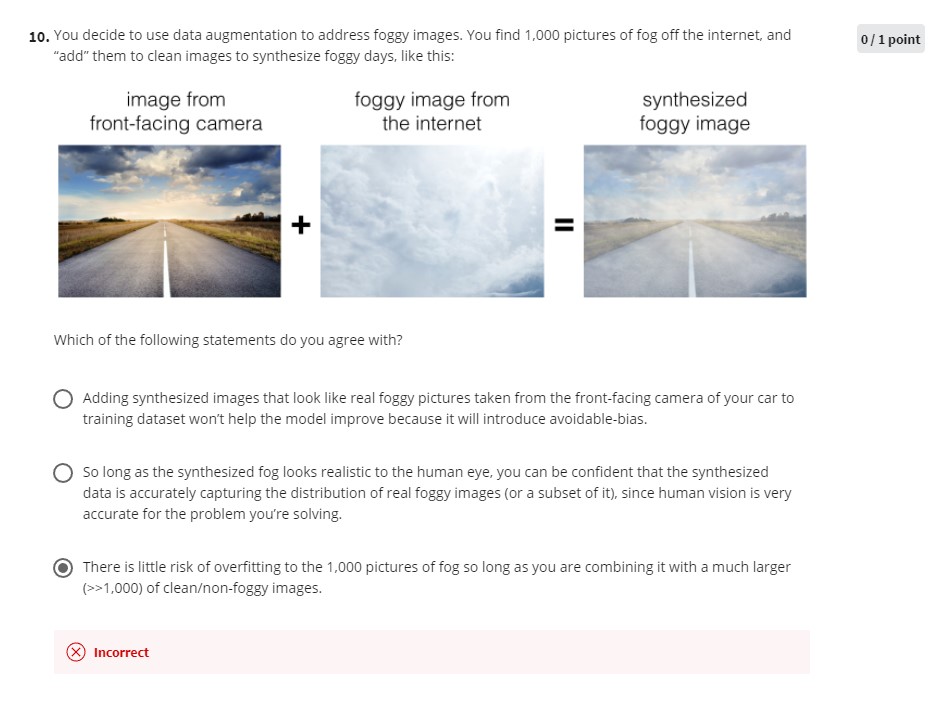 10. You decide to use data augmentation to address foggy images. You find 1,000 pictures of fog off the internet, and
“add” them to clean images to synthesize foggy days, like this:
0 / 1 point
image from
front-facing camera
foggy image from
the internet
synthesized
foggy image
+
=
Which of the following statements do you agree with?
Adding synthesized images that look like real foggy pictures taken from the front-facing camera of your car to
training dataset won’t help the model improve because it will introduce avoidable-bias.
So long as the synthesized fog looks realistic to the human eye, you can be confident that the synthesized
data is accurately capturing the distribution of real foggy images (or a subset of it), since human vision is very
accurate for the problem you’re solving.
There is little risk of overfitting to the 1,000 pictures of fog so long as you are combining it with a much larger
(>>1,000) of clean/non-foggy images.
Incorrect